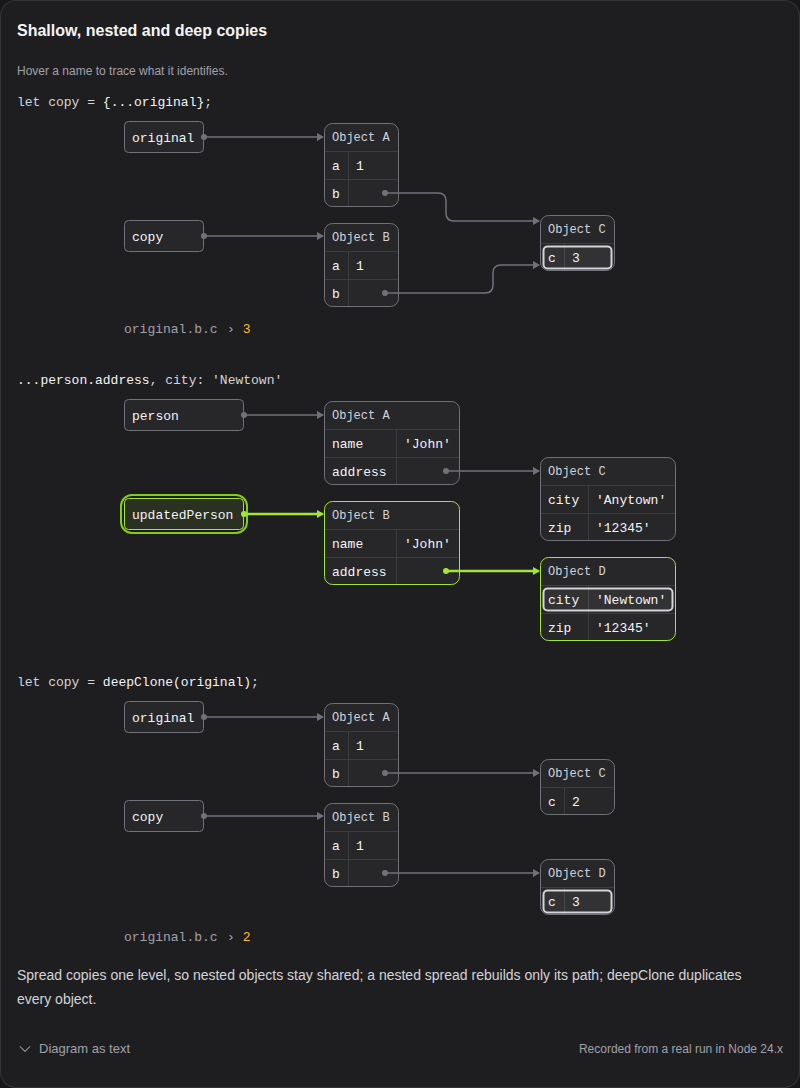 Shallow, nested and deep copies
Hover a name to trace what it identifies.
let copy = {...original};
original
Object A
a 1
b
copy
Object B
a 1
b
Object C
c 3
original.b.c › 3
...person.address, city: 'Newtown'
person
Object A
name 'John'
address
Object C
city 'Anytown'
zip '12345'
updatedPerson
Object B
name 'John'
address
Object D
city 'Newtown'
zip '12345'
let copy = deepClone(original);
original
Object A
a 1
b
Object C
c 2
copy
Object B
a 1
b
Object D
c 3
original.b.c › 2
Spread copies one level, so nested objects stay shared; a nested spread rebuilds only its path; deepClone duplicates
every object.
Diagram as text
Recorded from a real run in Node 24.x